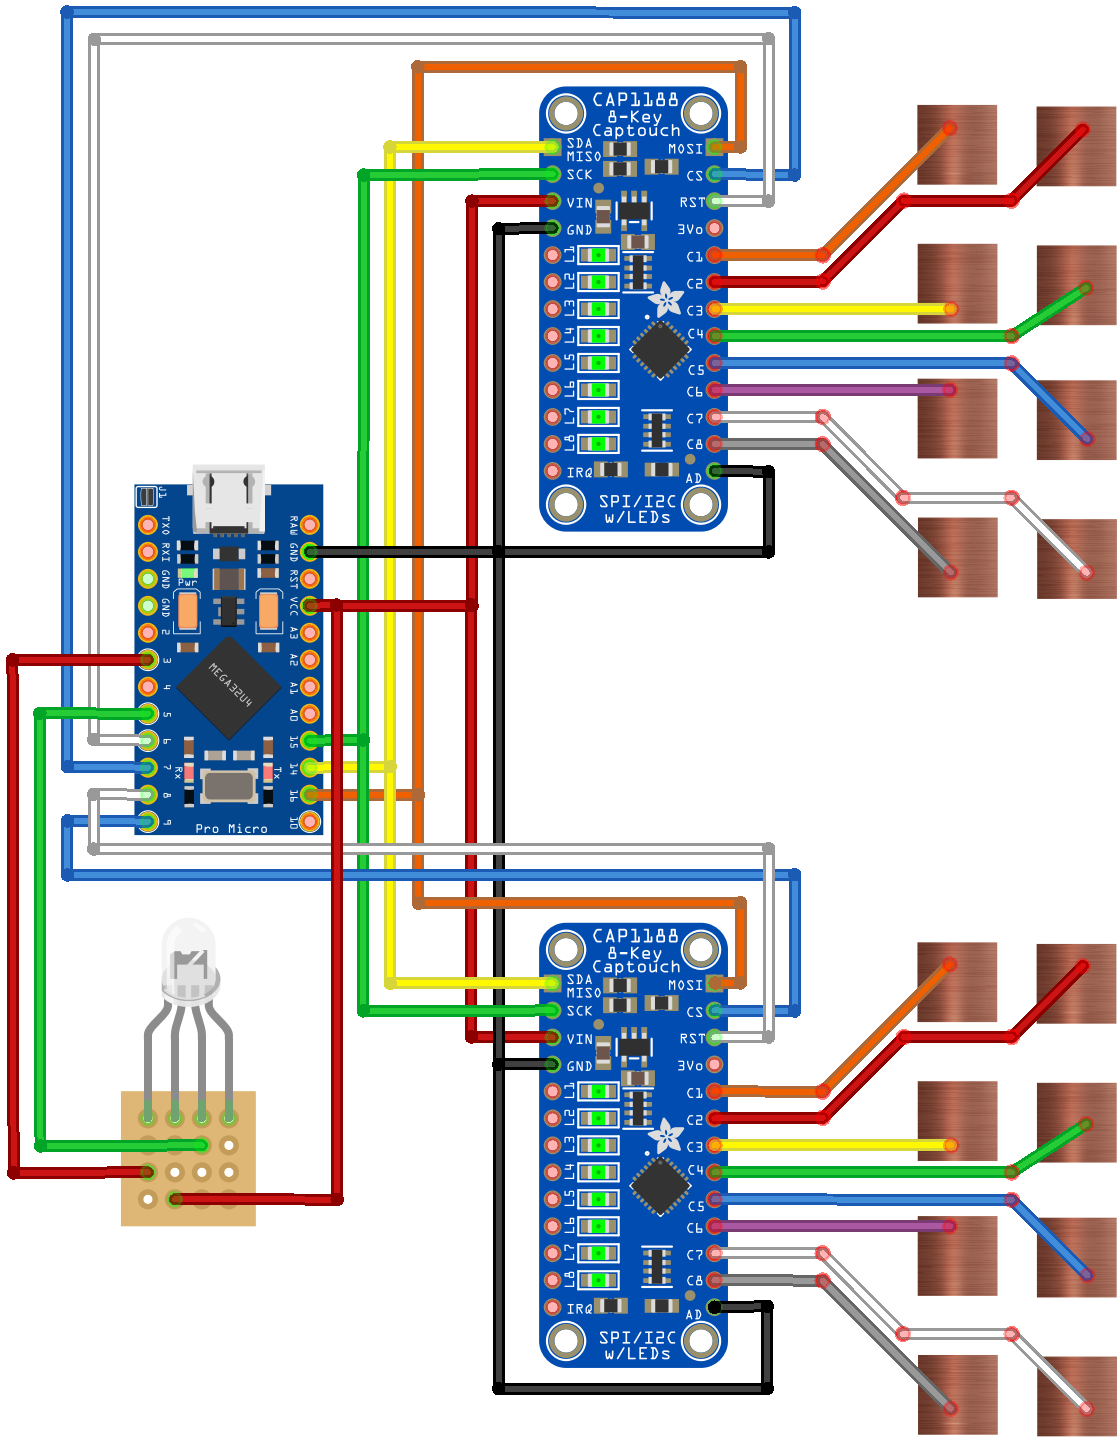 CAP1188
8-Key
Captouch
SDA
MISO
MOSI
SCK
CS
VIN
RST
GND
3Vo
L1
C1
L2
C2
L3
C3
L4
C4
L5
C5
L6
C6
L7
C7
L8
C8
IRQ
AD
SPI/I2C
w/LEDs
J1
TXO
RAW
RXI
GND
GND
RST
Pwr
GND
VCC
2
A3
3
A2
4
A1
5
A0
6
15
7
14
8
16
9
10
MEGA32U4
Rx
Tx
Pro Micro
CAP1188
8-Key
Captouch
SDA
MISO
MOSI
SCK
CS
VIN
RST
GND
3Vo
L1
C1
L2
C2
L3
C3
L4
C4
L5
C5
L6
C6
L7
C7
L8
C8
IRQ
AD
SPI/I2C
w/LEDs